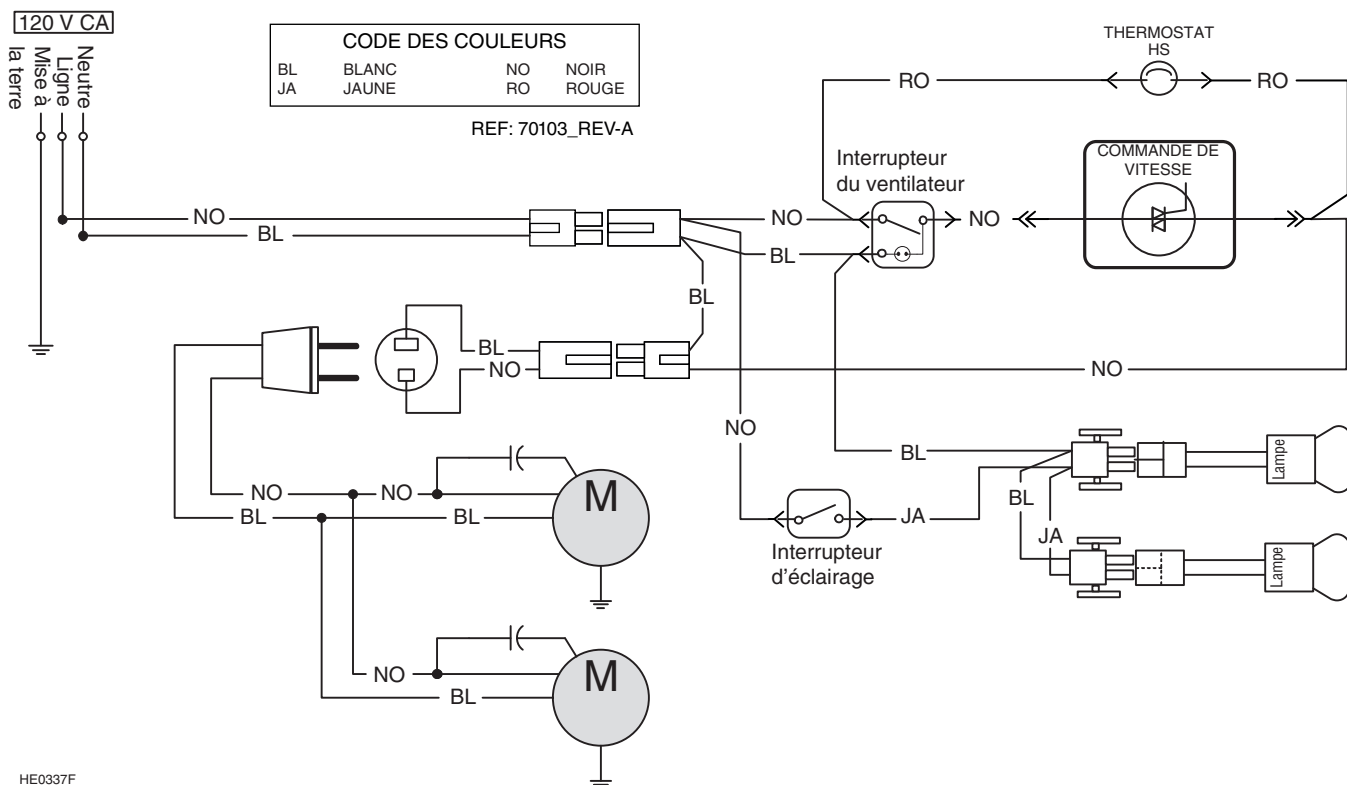 120 V CA
Neutre
Ligne
Mise à
la terre
CODE DES COULEURS
BL BLANC NO NOIR
JA JAUNE RO ROUGE
REF: 70103_REV-A
THERMOSTAT
HS
RO
RO
Interrupteur
du ventilateur
COMMANDE DE
VITESSE
NO
BL
NO
BL
NO
BL
BL
NO
NO
NO
BL
JA
BL
JA
Interrupteur
d'éclairage
Lampe
Lampe
NO
NO
BL
BL
M
NO
BL
M
HE0337F